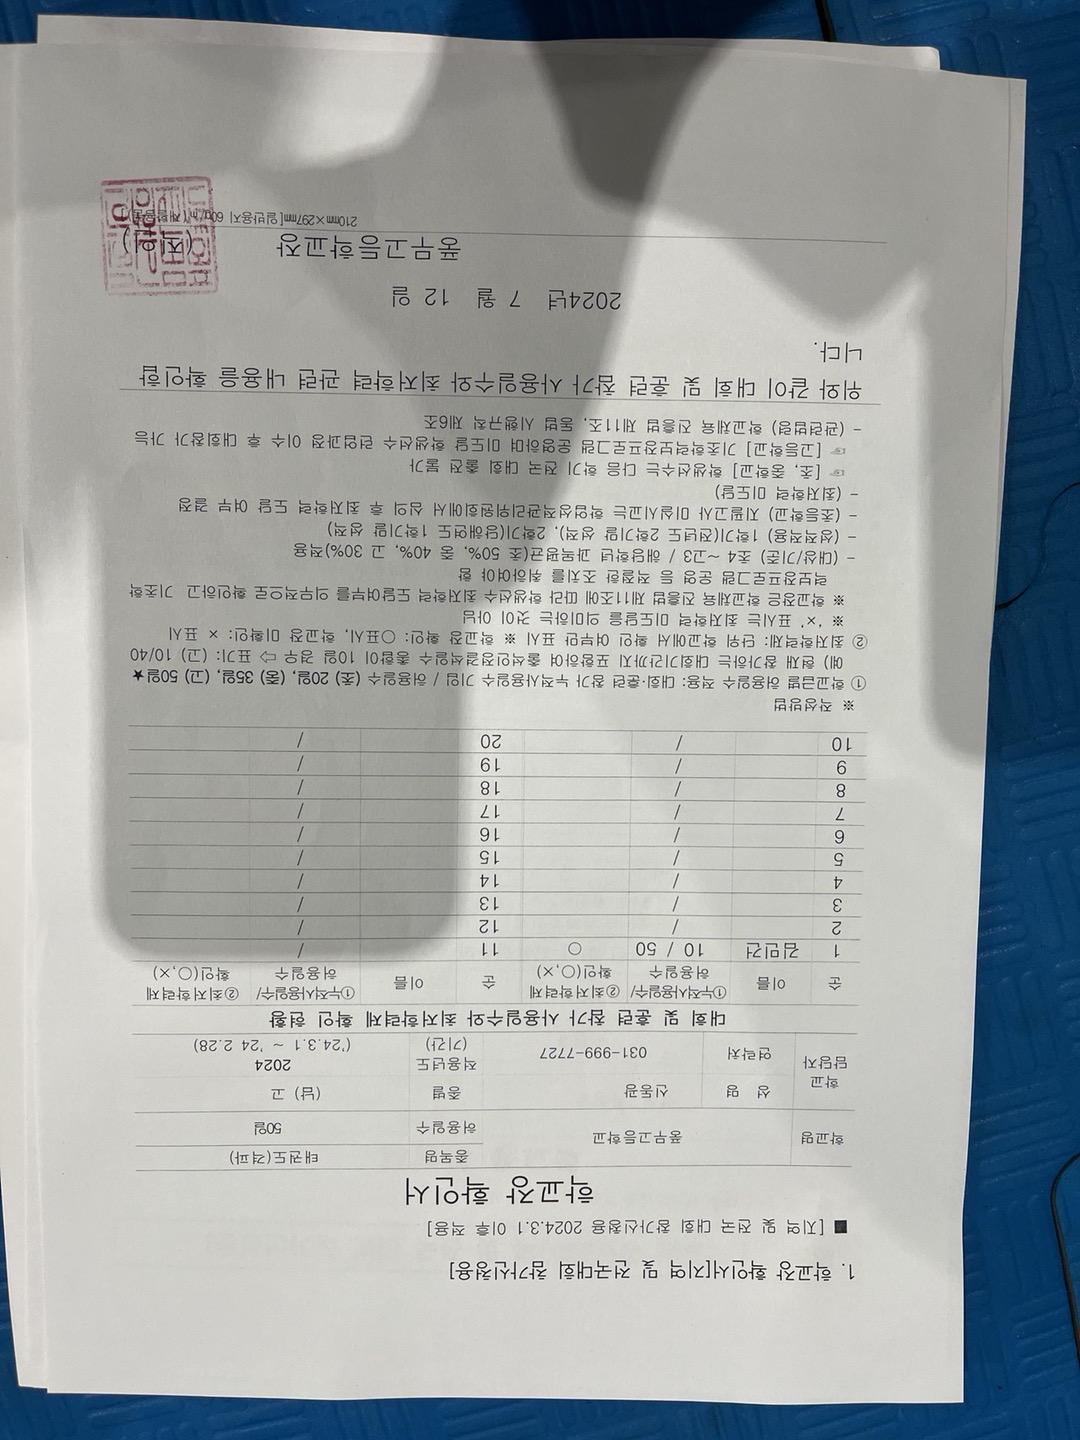 1. 학교장 확인서[지역 및 전국대회 참가신청용]
■ [지역 및 전국 대회 참가신청용 2024.3.1 이후 적용]
학교장 확인서
학교명 풍무고등학교 종목명 태권도(격파)
허용일수 50일
학교 담당자 성 명 신동광 종별 (남) 고
연락처 031-999-7727 적용년도 (기간) 2024 ('24.3.1 ~ '24 2.28)
대회 및 훈련 참가 사용일수와 최저학력제 확인 현황
순 이름 ①누적사용일수/허용일수 ②최저학력제 확인(○,×) 순 이름 ①누적사용일수/허용일수 ②최저학력제 확인(○,×)
1 김민건 10 / 50 ○ 11 /
2 / 12 /
3 / 13 /
4 / 14 /
5 / 15 /
6 / 16 /
7 / 17 /
8 / 18 /
9 / 19 /
10 / 20 /
※ 작성방법
① 학교급별 허용일수 적용: 대회·훈련 참가 누적사용일수 기입 / 허용일수 (초) 20일, (중) 35일, (고) 50일★
예) 현재 참가하는 대회기간까지 포함하여 출석인정결석일수 총합이 10일 경우 ⇨ 표기: (고) 10/40
② 최저학력제: 단위 학교에서 확인 여부만 표시 ※ 학교장 확인: ○표시, 학교장 미확인: × 표시
※ '×' 표시는 최저학력 미도달을 의미하는 것이 아님
※ 학교장은 학교체육 진흥법 제11조에 따라 학생선수 최저학력 도달여부를 의무적으로 확인하고 기초학
력보장프로그램 운영 등 적절한 조치를 취하여야 함
- (대상/기준) 초4 ~고3 / 해당학년 과목평균(초 50%, 중 40%, 고 30%)적용
- (성적적용) 1학기(전년도 2학기말 성적), 2학기(당해연도 1학기말 성적)
- (초등학교) 지필고사 미실시교는 학업성적관리위원회에서 심의 후 최저학력 도달 여부 결정
- (최저학력 미도달)
☞ [초, 중학교] 학생선수는 다음 학기 전국 대회 출전 불가
☞ [고등학교] 기초학력보장프로그램 운영하여 미도달 학생선수 런업과정 이수 후 대회참가 가능
- (관련법령) 학교체육 진흥법 제11조, 동법 시행규칙 제6조
위와 같이 대회 및 훈련 참가 사용일수와 최저학력 관련 내용을 확인합
니다.
2024년 7 월 12 일
풍무고등학교장 (직인)
210㎜×297㎜[일반용지 60g/㎡(재활용품)]